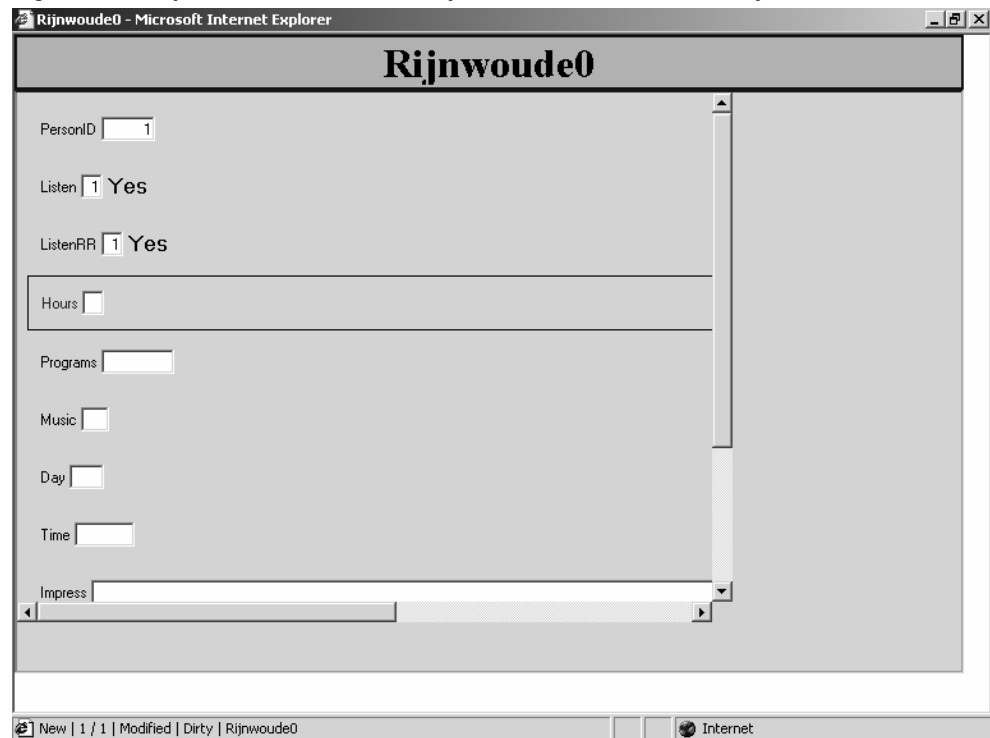 Rijnwoude0 - Microsoft Internet Explorer
Rijnwoude0
PersonID 1
Listen 1 Yes
ListenRR 1 Yes
Hours
Programs
Music
Day
Time
Impress
New | 1 / 1 | Modified | Dirty | Rijnwoude0 Internet